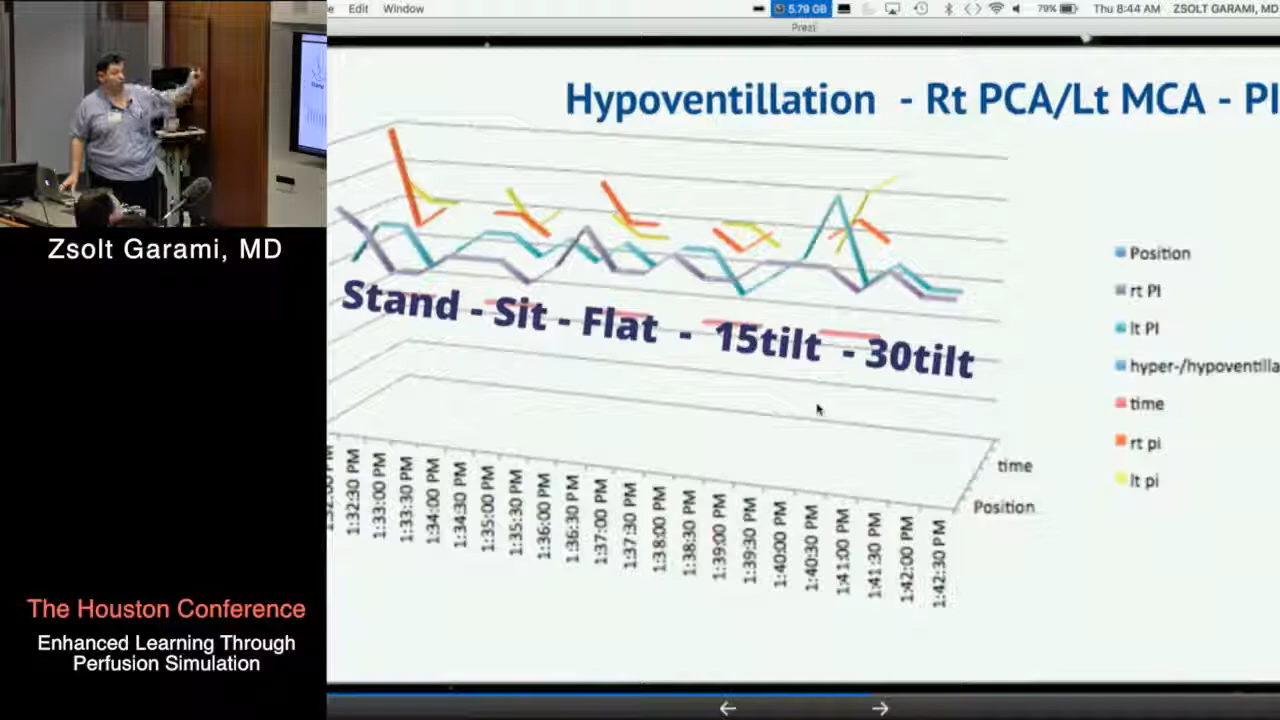 Edit Window
5.79 GB
79%
Thu 8:44 AM
ZSOLT GARAMI, MD
Prezi
Hypoventillation - Rt PCA/Lt MCA - PI
Stand - Sit - Flat - 15tilt - 30tilt
Position
rt PI
lt PI
hyper-/hypoventilla
time
rt pi
lt pi
time
Position
1:32:30 PM
1:33:00 PM
1:33:30 PM
1:34:00 PM
1:34:30 PM
1:35:00 PM
1:35:30 PM
1:36:00 PM
1:36:30 PM
1:37:00 PM
1:37:30 PM
1:38:00 PM
1:38:30 PM
1:39:00 PM
1:39:30 PM
1:40:00 PM
1:40:30 PM
1:41:00 PM
1:41:30 PM
1:42:00 PM
1:42:30 PM
Zsolt Garami, MD
The Houston Conference
Enhanced Learning Through
Perfusion Simulation